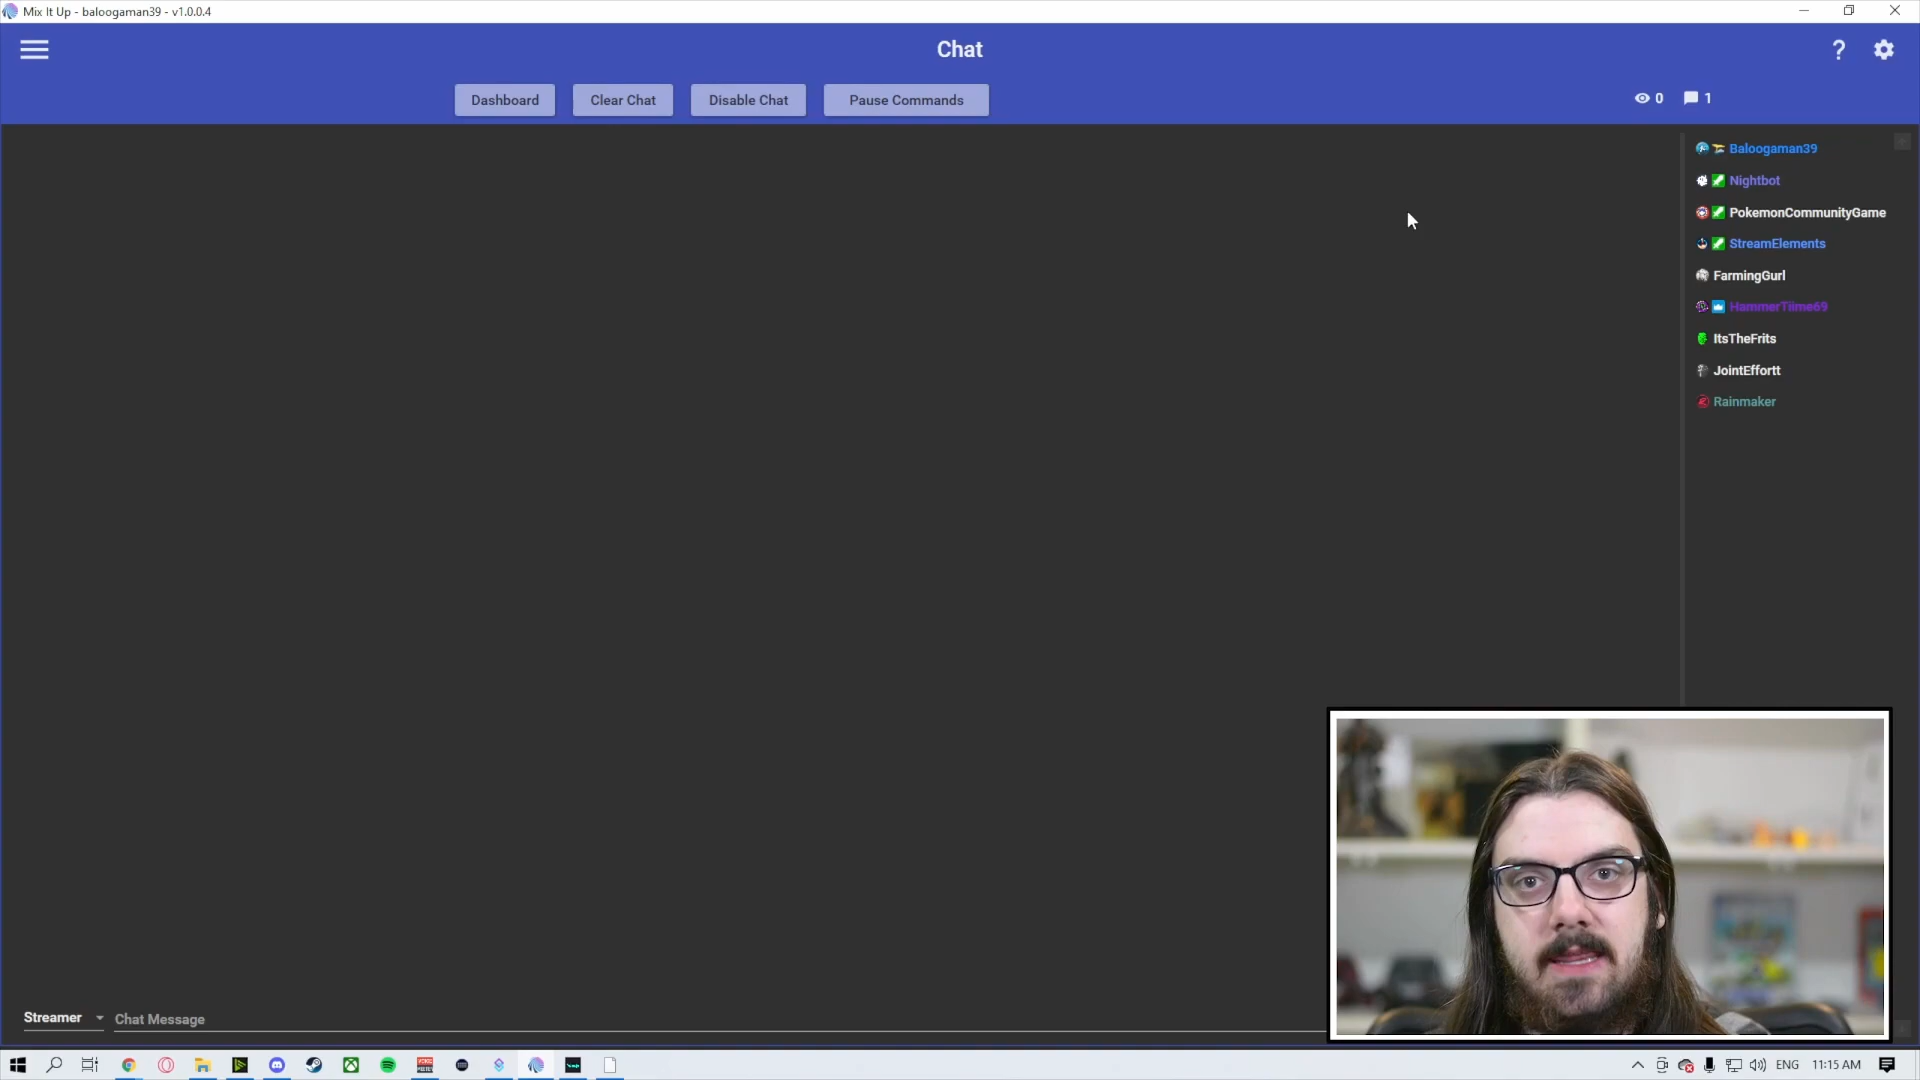 Mix It Up - baloogaman39 - v1.0.0.4
Chat
?
Dashboard
Clear Chat
Disable Chat
Pause Commands
0
1
Baloogaman39
Nightbot
PokemonCommunityGame
StreamElements
FarmingGurl
HammerTiime69
ItsTheFrits
JointEffortt
Rainmaker
Streamer
Chat Message
ENG
11:15 AM